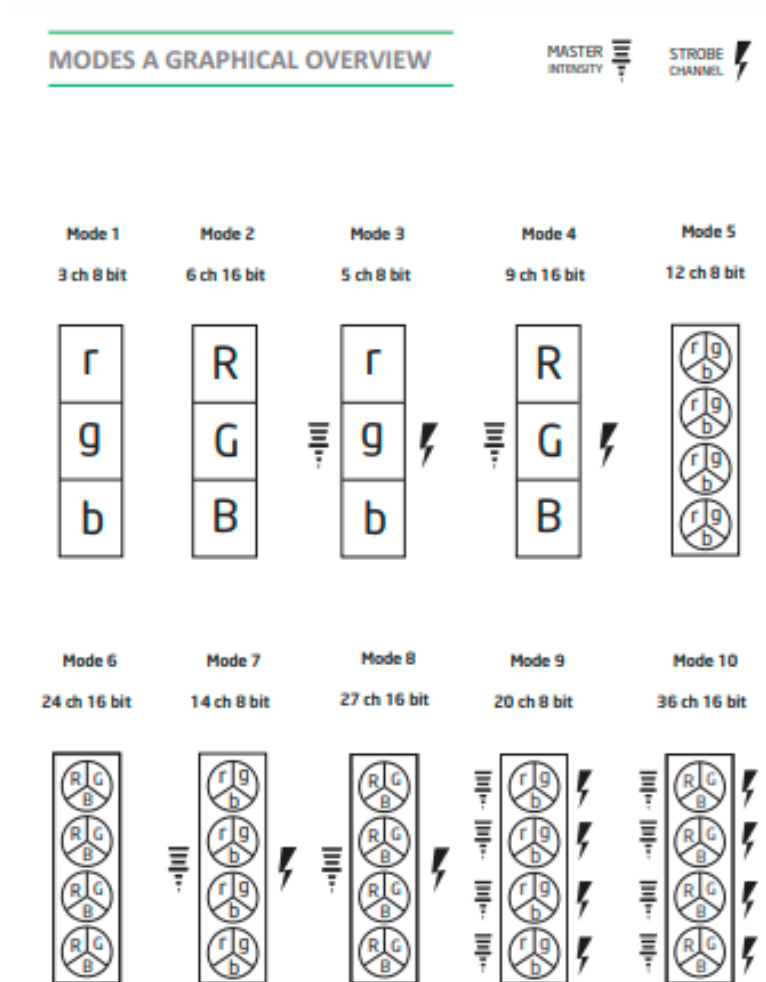 MODES A GRAPHICAL OVERVIEW
MASTER INTENSITY
STROBE CHANNEL
Mode 1
3 ch 8 bit
r
g
b
Mode 2
6 ch 16 bit
R
G
B
Mode 3
5 ch 8 bit
r
g
b
Mode 4
9 ch 16 bit
R
G
B
Mode 5
12 ch 8 bit
r g
b
r g
b
r g
b
r g
b
Mode 6
24 ch 16 bit
R G
B
R G
B
R G
B
R G
B
Mode 7
14 ch 8 bit
r g
b
r g
b
r g
b
r g
b
Mode 8
27 ch 16 bit
R G
B
R G
B
R G
B
R G
B
Mode 9
20 ch 8 bit
r g
b
r g
b
r g
b
r g
b
Mode 10
36 ch 16 bit
R G
B
R G
B
R G
B
R G
B